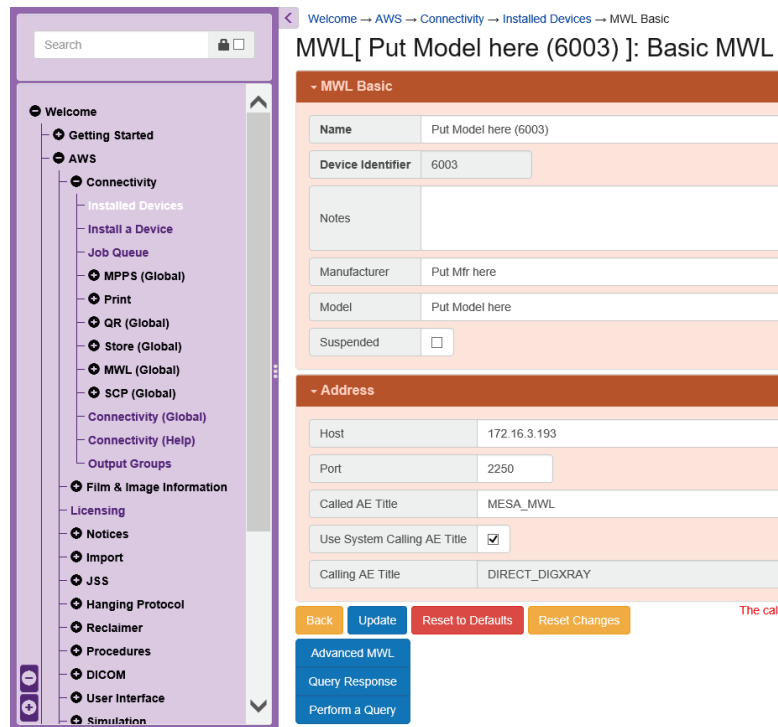 Search
Welcome
Getting Started
AWS
Connectivity
Installed Devices
Install a Device
Job Queue
MPPS (Global)
Print
QR (Global)
Store (Global)
MWL (Global)
SCP (Global)
Connectivity (Global)
Connectivity (Help)
Output Groups
Film & Image Information
Licensing
Notices
Import
JSS
Hanging Protocol
Reclaimer
Procedures
DICOM
User Interface
Simulation
Welcome → AWS → Connectivity → Installed Devices → MWL Basic
MWL[ Put Model here (6003) ]: Basic MWL
MWL Basic
Name Put Model here (6003)
Device Identifier 6003
Notes
Manufacturer Put Mfr here
Model Put Model here
Suspended
Address
Host 172.16.3.193
Port 2250
Called AE Title MESA_MWL
Use System Calling AE Title
Calling AE Title DIRECT_DIGXRAY
Back Update Reset to Defaults Reset Changes The cal
Advanced MWL
Query Response
Perform a Query